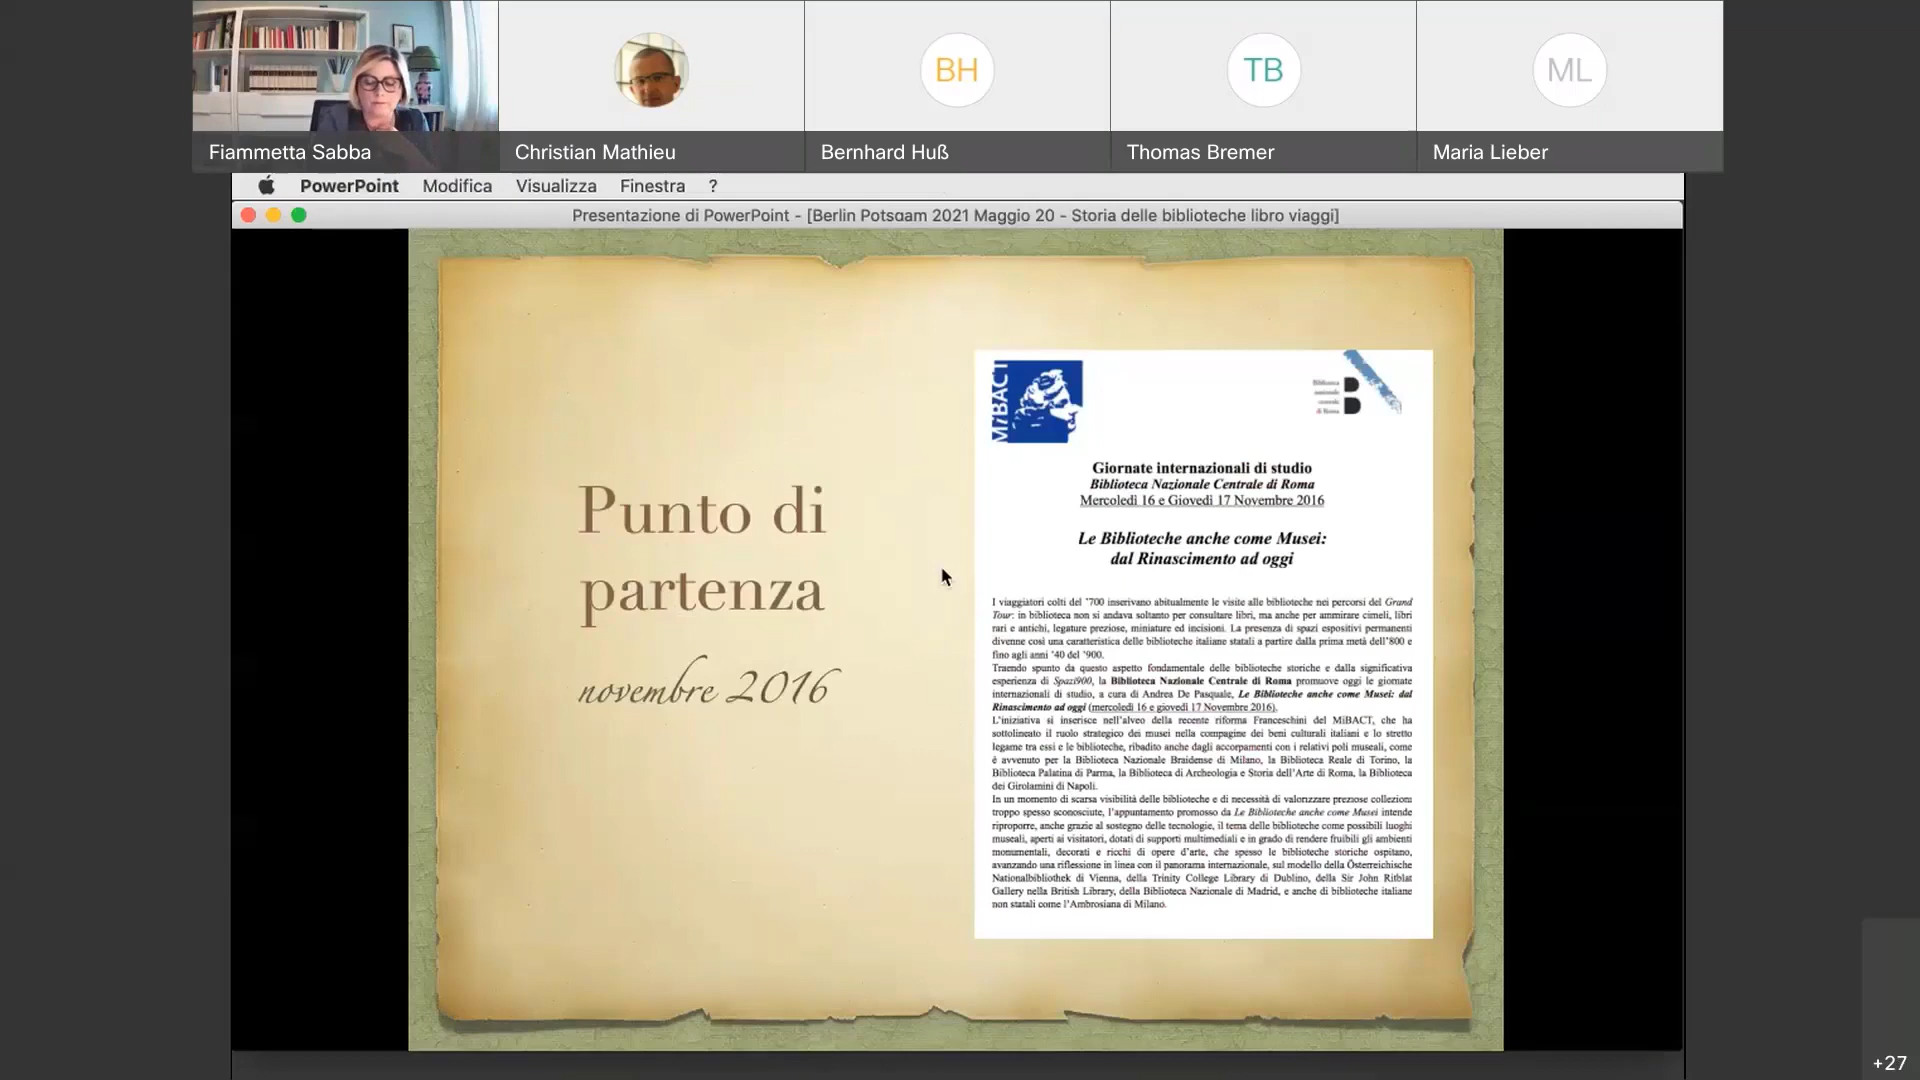 Fiammetta Sabba
Christian Mathieu
BH
Bernhard Huß
TB
Thomas Bremer
ML
Maria Lieber
PowerPoint Modifica Visualizza Finestra ?
Presentazione di PowerPoint - [Berlin Potsdam 2021 Maggio 20 - Storia delle biblioteche libro viaggi]
Punto di
partenza
novembre 2016
MiBACT
Biblioteca
nazionale
centrale
di Roma
Giornate internazionali di studio
Biblioteca Nazionale Centrale di Roma
Mercoledì 16 e Giovedì 17 Novembre 2016
Le Biblioteche anche come Musei:
dal Rinascimento ad oggi
I viaggiatori colti del '700 inserivano abitualmente le visite alle biblioteche nei percorsi del Grand
Tour: in biblioteca non si andava soltanto per consultare libri, ma anche per ammirare cimeli, libri
rari e antichi, legature preziose, miniature ed incisioni. La presenza di spazi espositivi permanenti
divenne così una caratteristica delle biblioteche italiane statali a partire dalla prima metà dell'800 e
fino agli anni '40 del '900.
Traendo spunto da questo aspetto fondamentale delle biblioteche storiche e dalla significativa
esperienza di Spazi900, la Biblioteca Nazionale Centrale di Roma promuove oggi le giornate
internazionali di studio, a cura di Andrea De Pasquale, Le Biblioteche anche come Musei: dal
Rinascimento ad oggi (mercoledì 16 e giovedì 17 Novembre 2016).
L'iniziativa si inserisce nell'alveo della recente riforma Franceschini del MiBACT, che ha
sottolineato il ruolo strategico dei musei nella compagine dei beni culturali italiani e lo stretto
legame tra essi e le biblioteche, ribadito anche dagli accorpamenti con i relativi poli museali, come
è avvenuto per la Biblioteca Nazionale Braidense di Milano, la Biblioteca Reale di Torino, la
Biblioteca Palatina di Parma, la Biblioteca di Archeologia e Storia dell'Arte di Roma, la Biblioteca
dei Girolamini di Napoli.
In un momento di scarsa visibilità delle biblioteche e di necessità di valorizzare preziose collezioni
troppo spesso sconosciute, l'appuntamento promosso da Le Biblioteche anche come Musei intende
riproporre, anche grazie al sostegno delle tecnologie, il tema delle biblioteche come possibili luoghi
museali, aperti ai visitatori, dotati di supporti multimediali e in grado di rendere fruibili gli ambienti
monumentali, decorati e ricchi di opere d'arte, che spesso le biblioteche storiche ospitano,
avanzando una riflessione in linea con il panorama internazionale, sul modello della Österreichische
Nationalbibliothek di Vienna, della Trinity College Library di Dublino, della Sir John Ritblat
Gallery nella British Library, della Biblioteca Nazionale di Madrid, e anche di biblioteche italiane
non statali come l'Ambrosiana di Milano.
+27